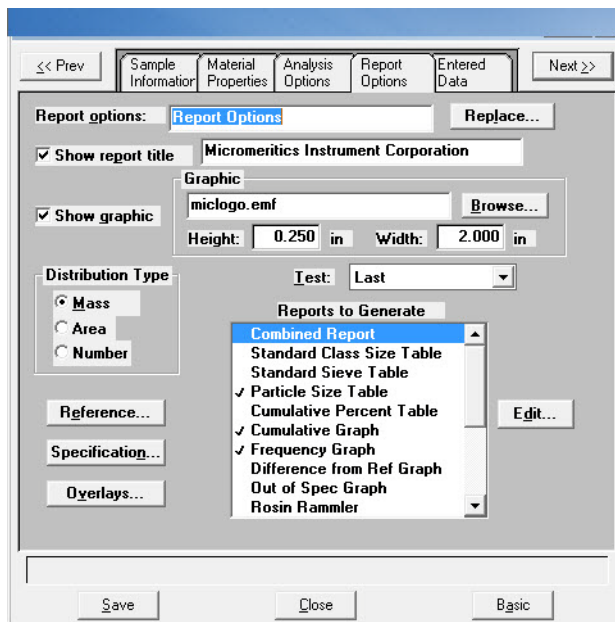 << Prev
Sample Information
Material Properties
Analysis Options
Report Options
Entered Data
Next >>
Report options: Report Options Replace...
Show report title Micromeritics Instrument Corporation
Graphic
Show graphic miclogo.emf Browse...
Height: 0.250 in Width: 2.000 in
Distribution Type
Mass
Area
Number
Test: Last
Reports to Generate
Combined Report
Standard Class Size Table
Standard Sieve Table
✓ Particle Size Table
Cumulative Percent Table
✓ Cumulative Graph
✓ Frequency Graph
Difference from Ref Graph
Out of Spec Graph
Rosin Rammler
Reference...
Specification...
Overlays...
Edit...
Save Close Basic